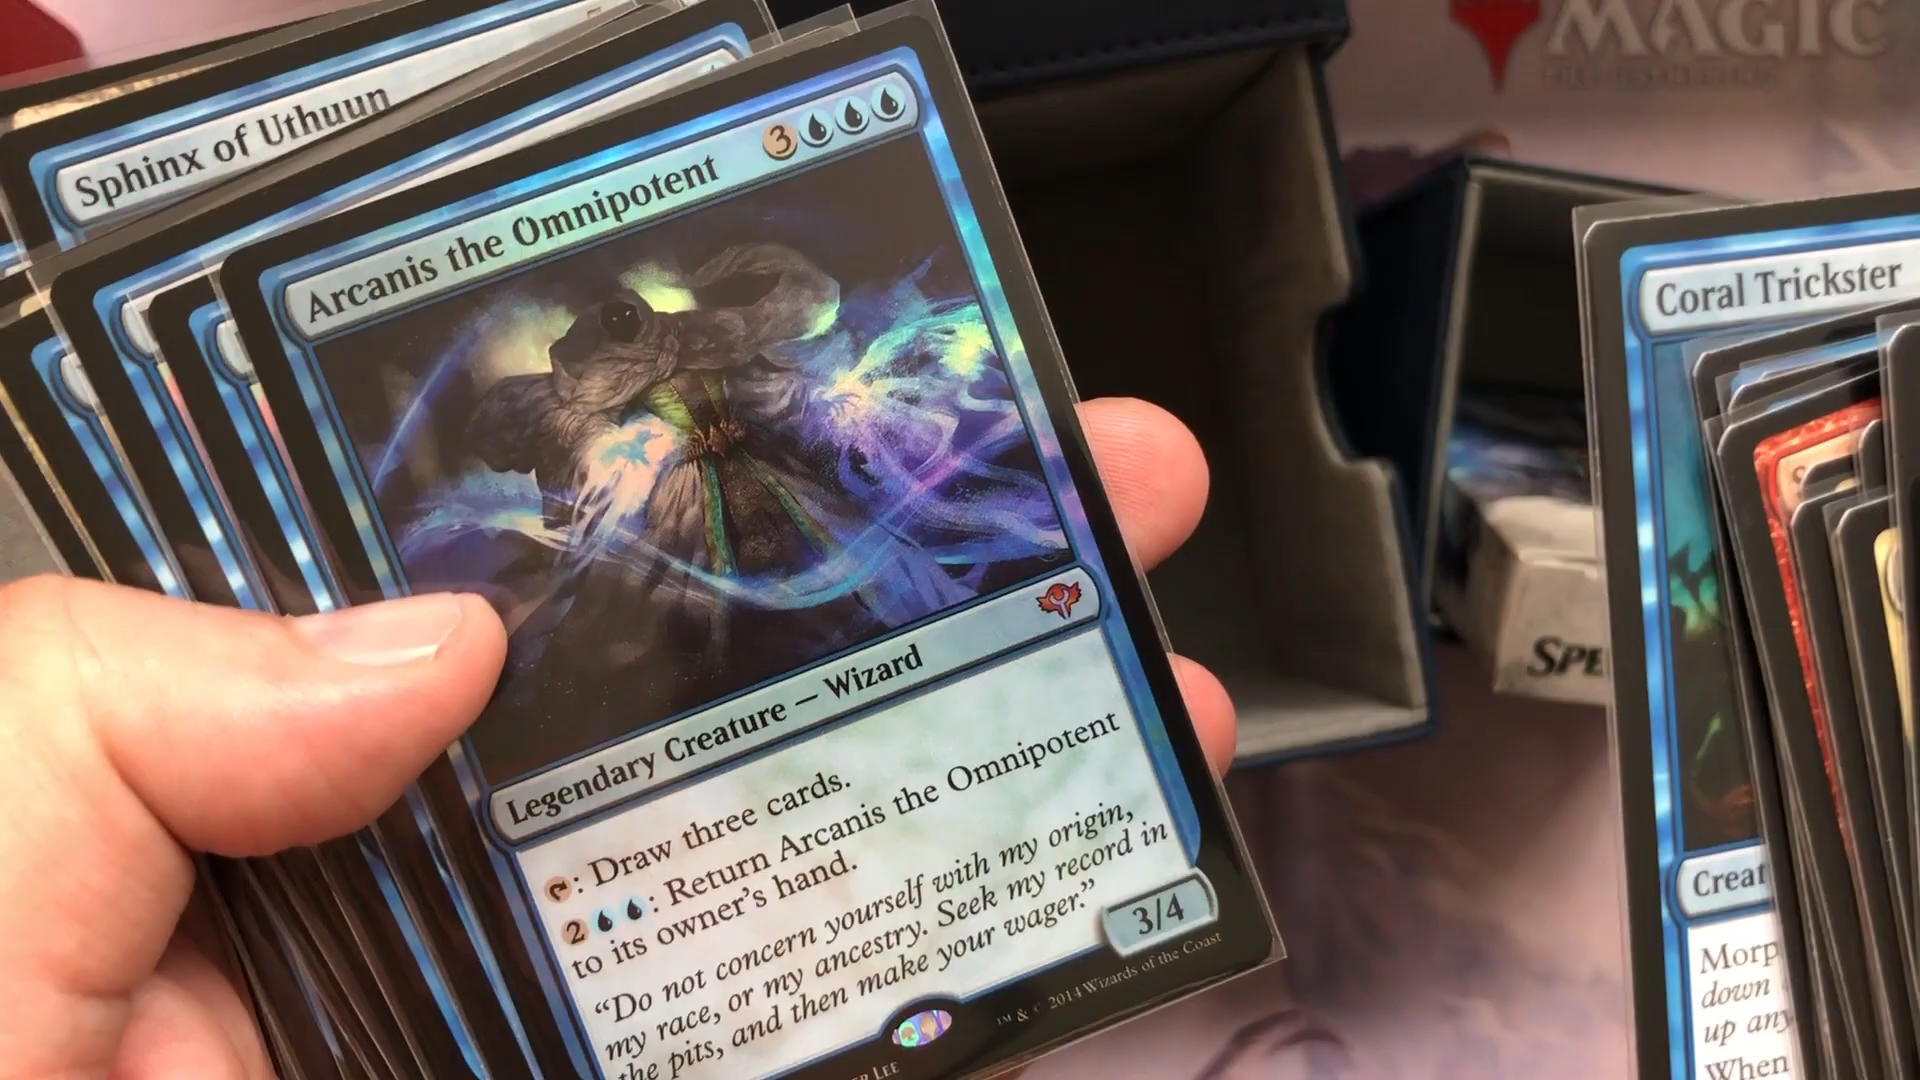 MAGIC
Sphinx of Uthuun
Arcanis the Omnipotent
3
Legendary Creature — Wizard
: Draw three cards.
2 : Return Arcanis the Omnipotent
to its owner's hand.
“Do not concern yourself with my origin,
my race, or my ancestry. Seek my record in
the pits, and then make your wager.”
3/4
™ & © 2014 Wizards of the Coast
LEE
Coral Trickster
Creat
Morp
down
up any
When
SPE